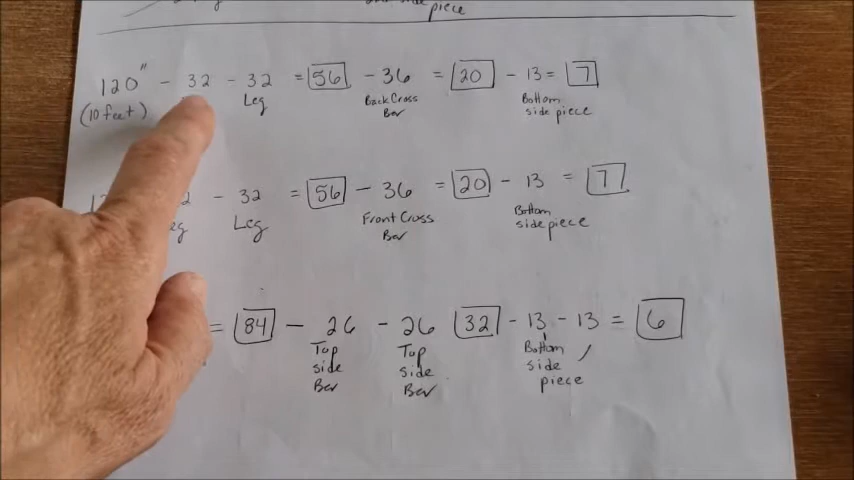 side piece
120" - 32 - 32 = 56 - 36 = 20 - 13 = 7
(10 feet) Leg Back Cross Bar Bottom side piece
- 32 = 56 - 36 = 20 - 13 = 7
Leg Front Cross Bar Bottom side piece
= 84 - 26 - 26 32 - 13 - 13 = 6
Top side Bar Top side Bar Bottom side piece